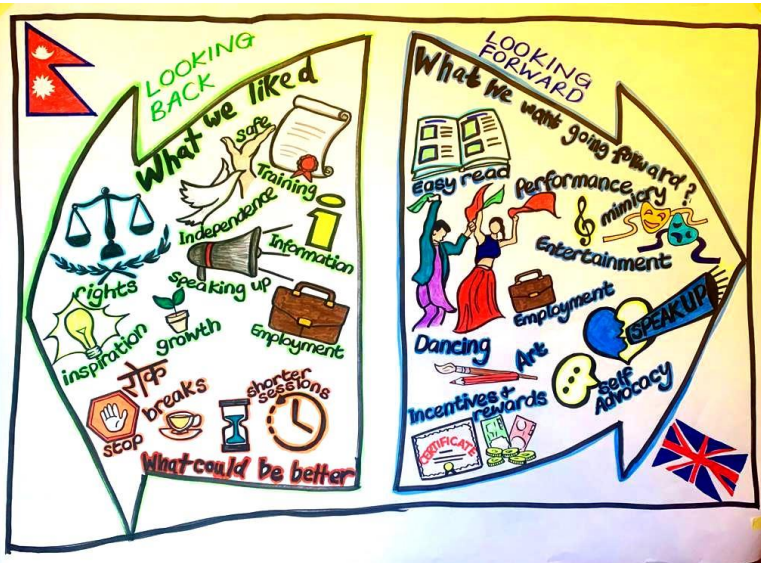 LOOKING
BACK
What we liked
safe
Training
Independence
Information
rights
speaking up
inspiration
growth
Employment
रोक
breaks
stop
shorter
sessions
What could be better
LOOKING
FORWARD
What we want going forward?
Easy read
Performance
mimicry
Entertainment
Dancing
Employment
SPEAK UP
Art
self
Advocacy
Incentives +
rewards
CERTIFICATE